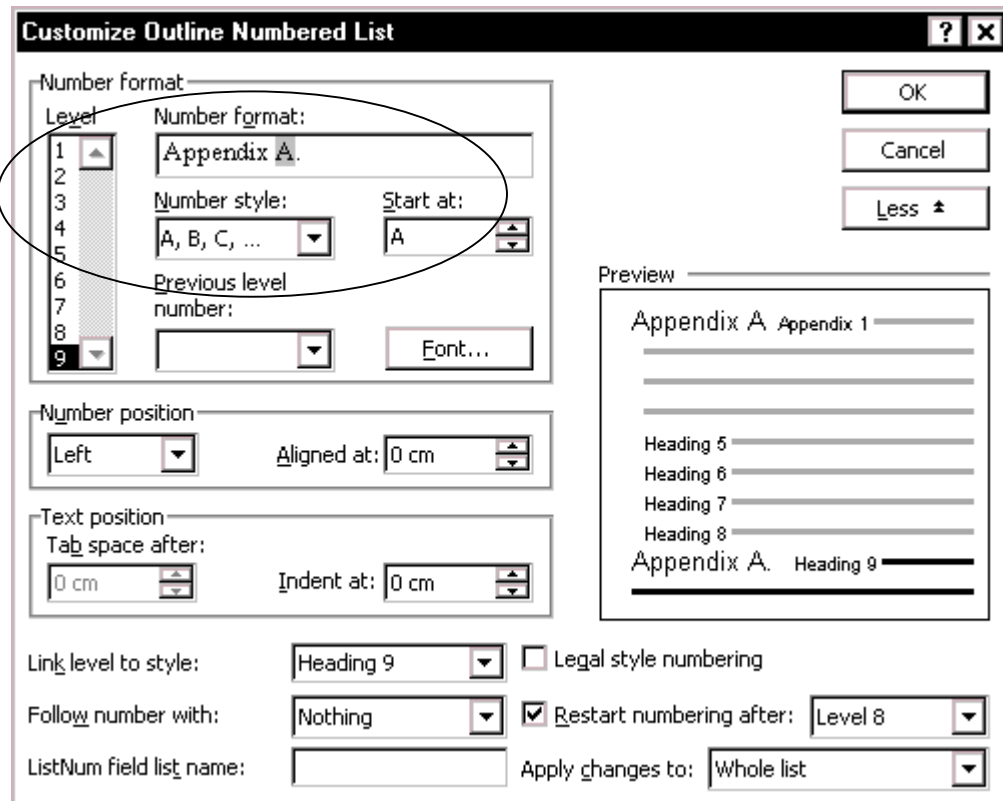 Customize Outline Numbered List
? X
Number format
Level
Number format:
OK
1
Appendix A.
2
Cancel
3
Number style:
Start at:
Less
4
A, B, C, ...
A
5
6
Previous level
number:
7
8
9
Font...
Preview
Appendix A Appendix 1
Heading 5
Heading 6
Heading 7
Heading 8
Appendix A. Heading 9
Number position
Left
Aligned at: 0 cm
Text position
Tab space after:
0 cm
Indent at: 0 cm
Link level to style:
Heading 9
Legal style numbering
Follow number with:
Nothing
Restart numbering after:
Level 8
ListNum field list name:
Apply changes to:
Whole list